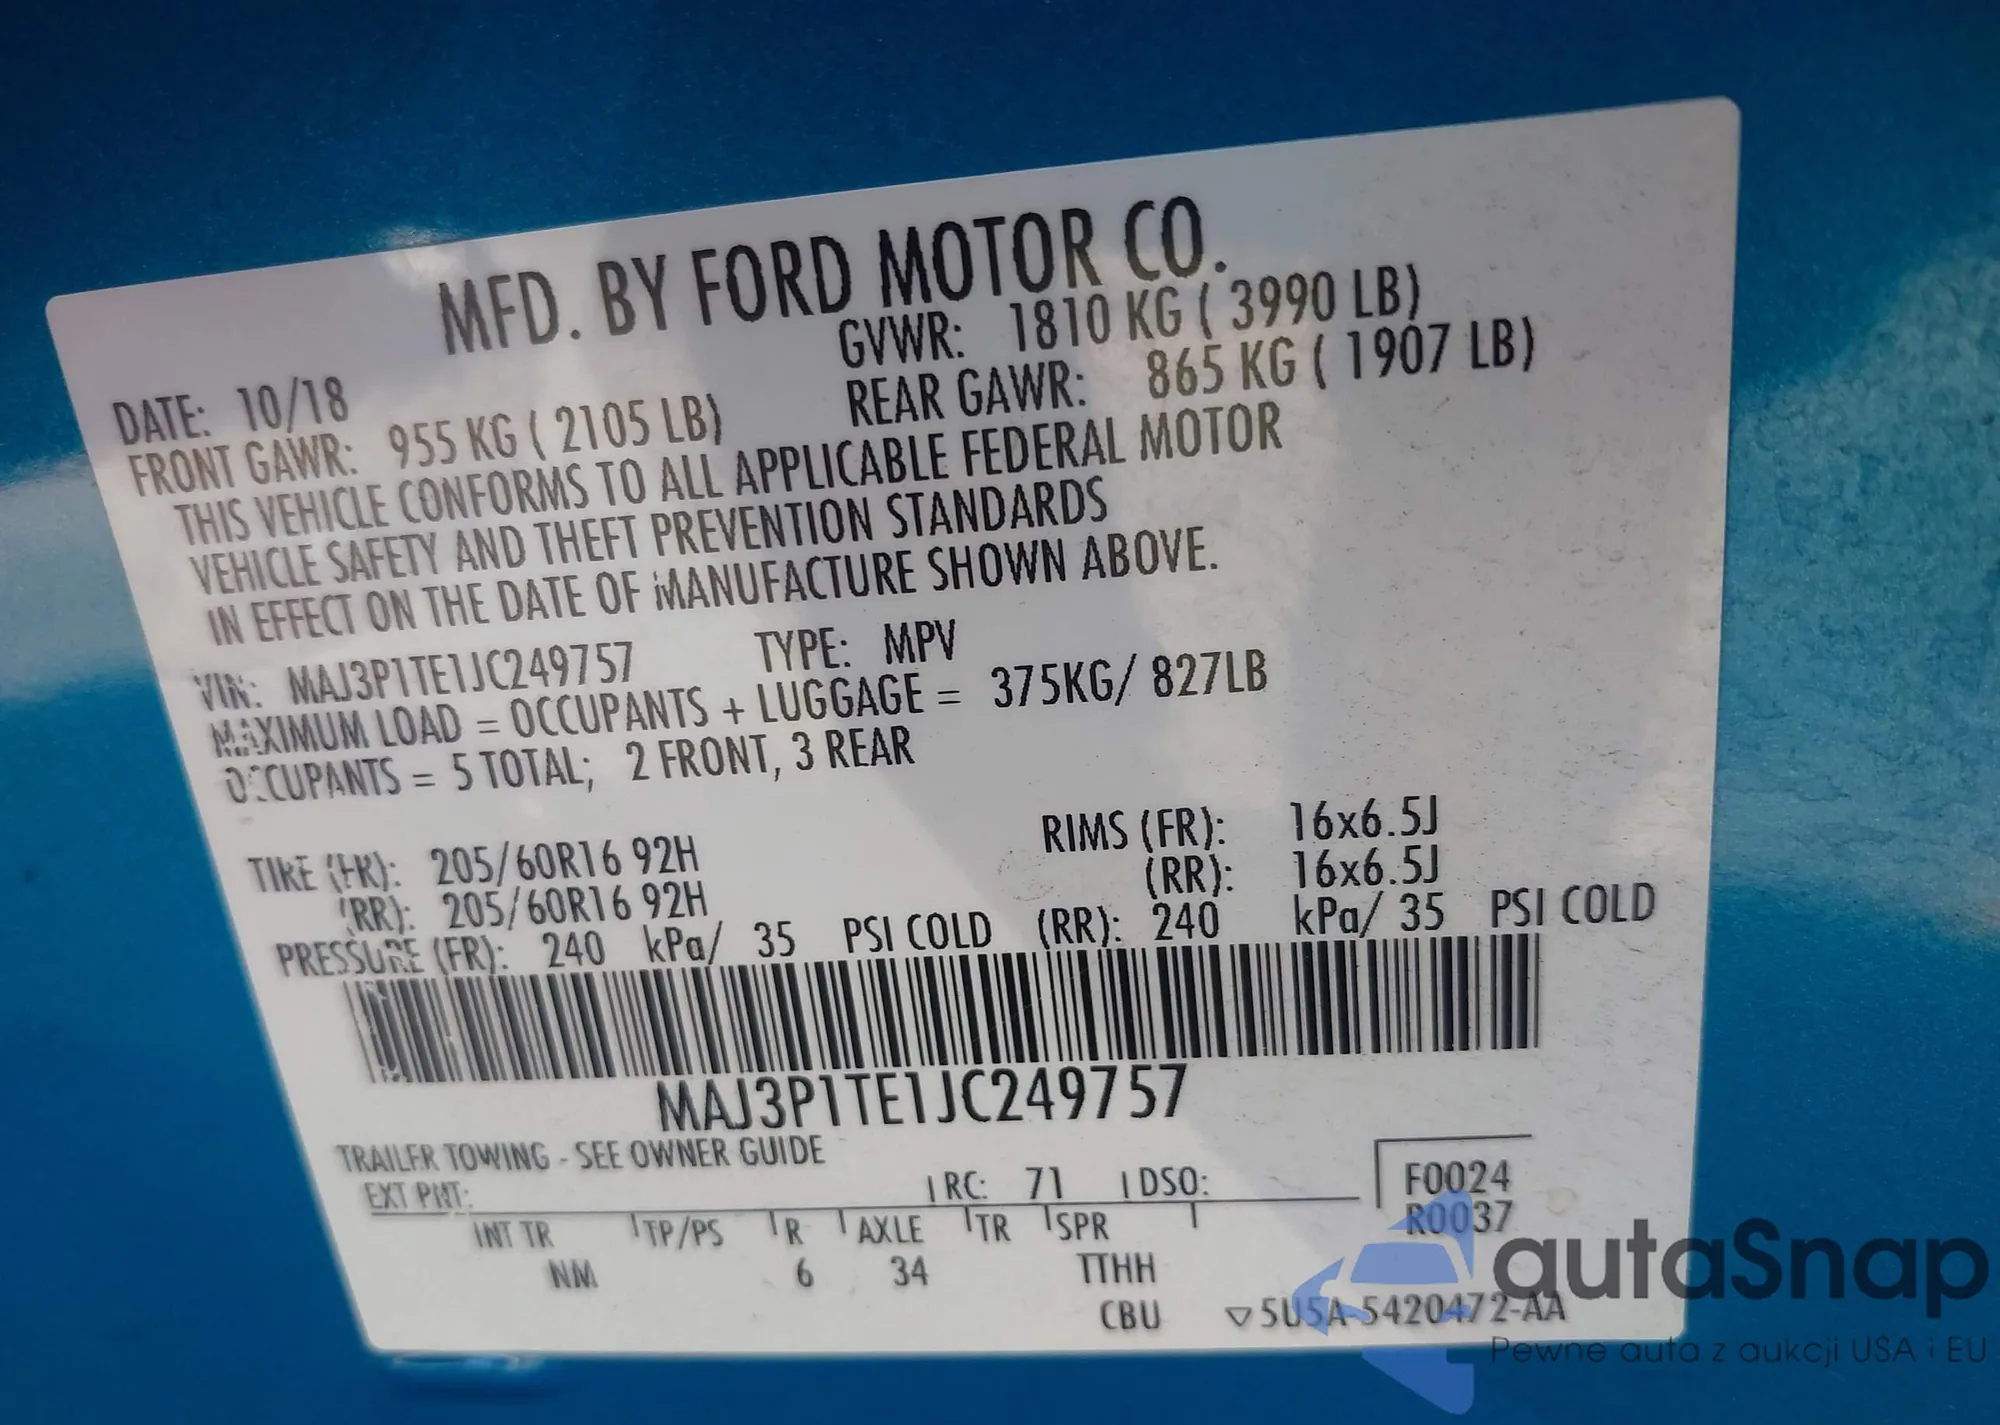 MFD. BY FORD MOTOR CO.
DATE: 10/18 GVWR: 1810 KG ( 3990 LB)
FRONT GAWR: 955 KG ( 2105 LB) REAR GAWR: 865 KG ( 1907 LB)
THIS VEHICLE CONFORMS TO ALL APPLICABLE FEDERAL MOTOR
VEHICLE SAFETY AND THEFT PREVENTION STANDARDS
IN EFFECT ON THE DATE OF MANUFACTURE SHOWN ABOVE.
VIN: MAJ3P1TE1JC249757 TYPE: MPV
MAXIMUM LOAD = OCCUPANTS + LUGGAGE = 375KG/ 827LB
OCCUPANTS = 5 TOTAL; 2 FRONT, 3 REAR
TIRE (FR): 205/60R16 92H RIMS (FR): 16x6.5J
(RR): 205/60R16 92H (RR): 16x6.5J
PRESSURE (FR): 240 kPa/ 35 PSI COLD (RR): 240 kPa/ 35 PSI COLD
MAJ3P1TE1JC249757
TRAILER TOWING - SEE OWNER GUIDE
EXT PNT: RC: 71 DSO: F0024
R0037
INT TR TP/PS R AXLE TR SPR
NM 6 34 TTHH
CBU ▽5U5A-5420472-AA
autaSnap
Pewne auta z aukcji USA i EU